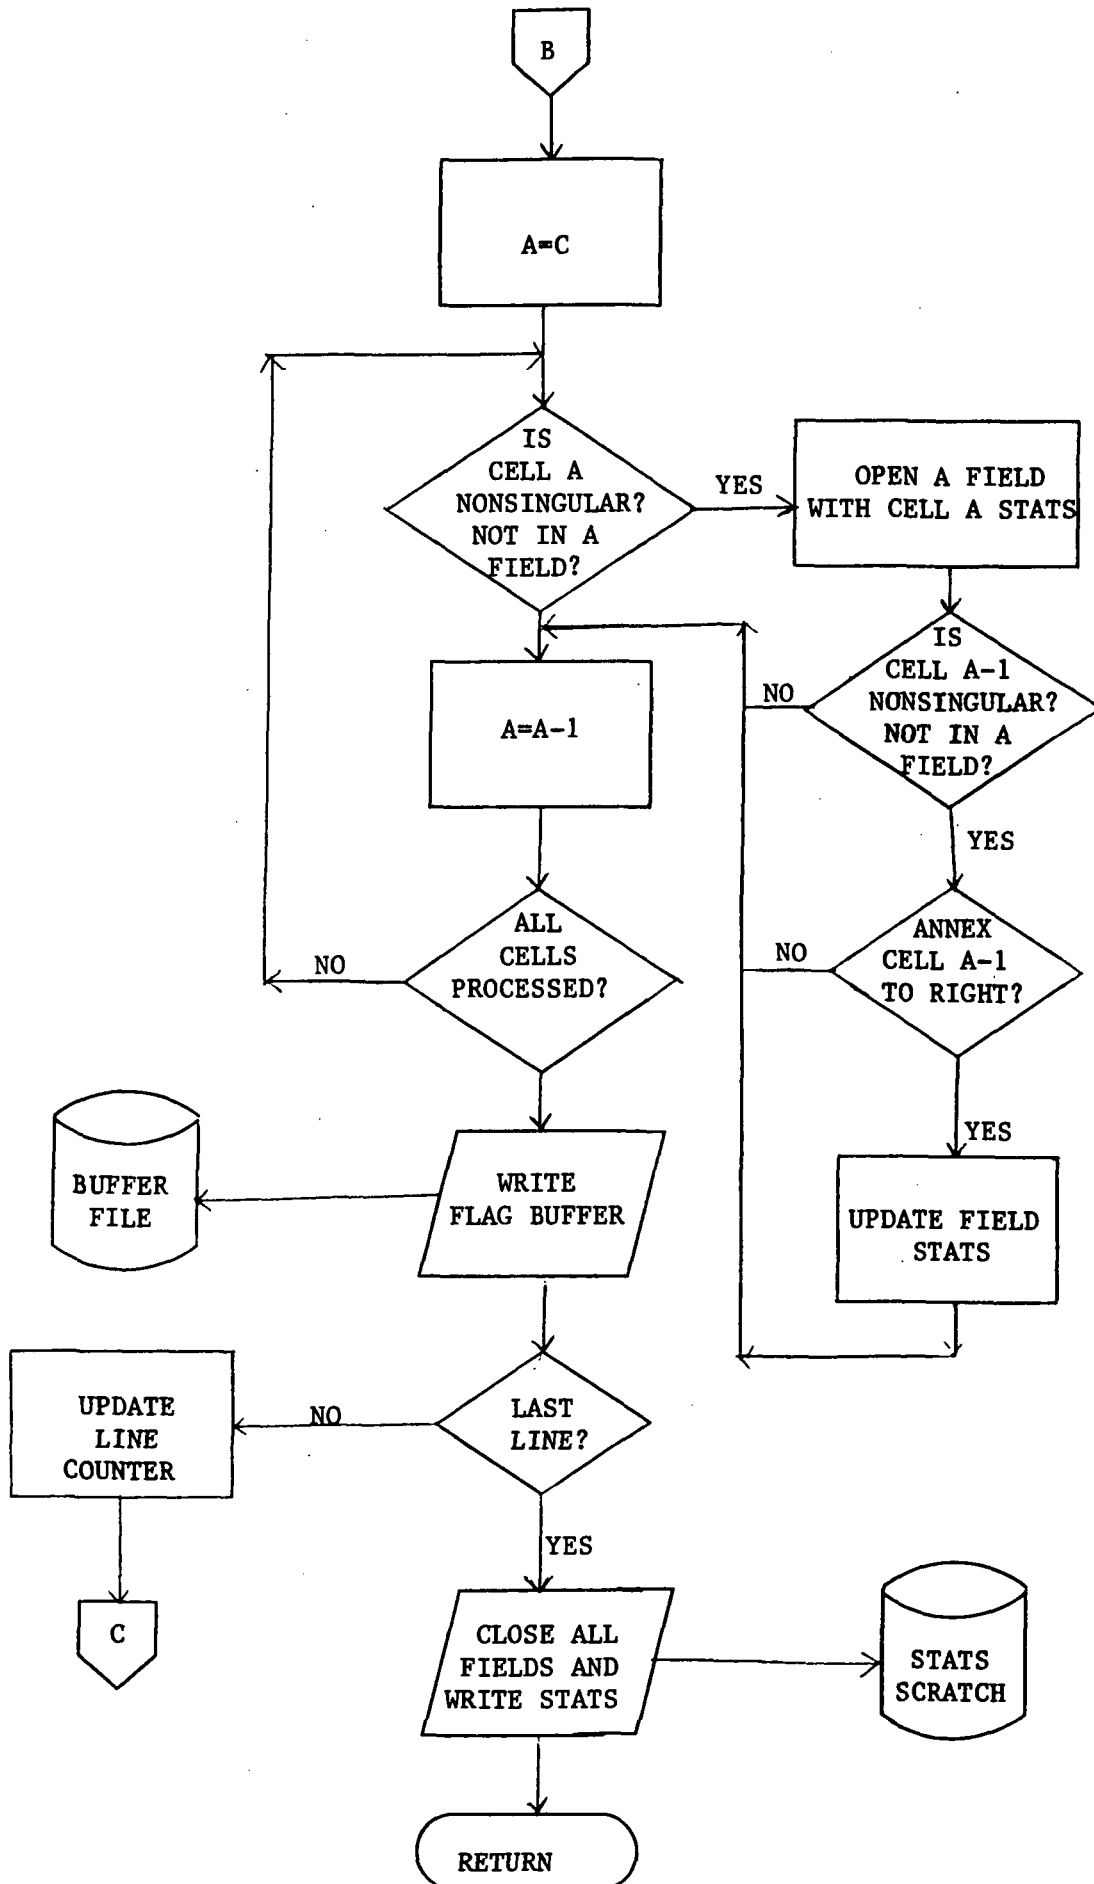 B
A=C
IS
CELL A
NONSINGULAR?
NOT IN A
FIELD?
YES
OPEN A FIELD
WITH CELL A STATS
IS
CELL A-1
NONSINGULAR?
NOT IN A
FIELD?
NO
YES
A=A-1
ANNEX
CELL A-1
TO RIGHT?
NO
YES
ALL
CELLS
PROCESSED?
NO
UPDATE FIELD
STATS
WRITE
FLAG BUFFER
BUFFER
FILE
LAST
LINE?
NO
UPDATE
LINE
COUNTER
C
YES
CLOSE ALL
FIELDS AND
WRITE STATS
STATS
SCRATCH
RETURN